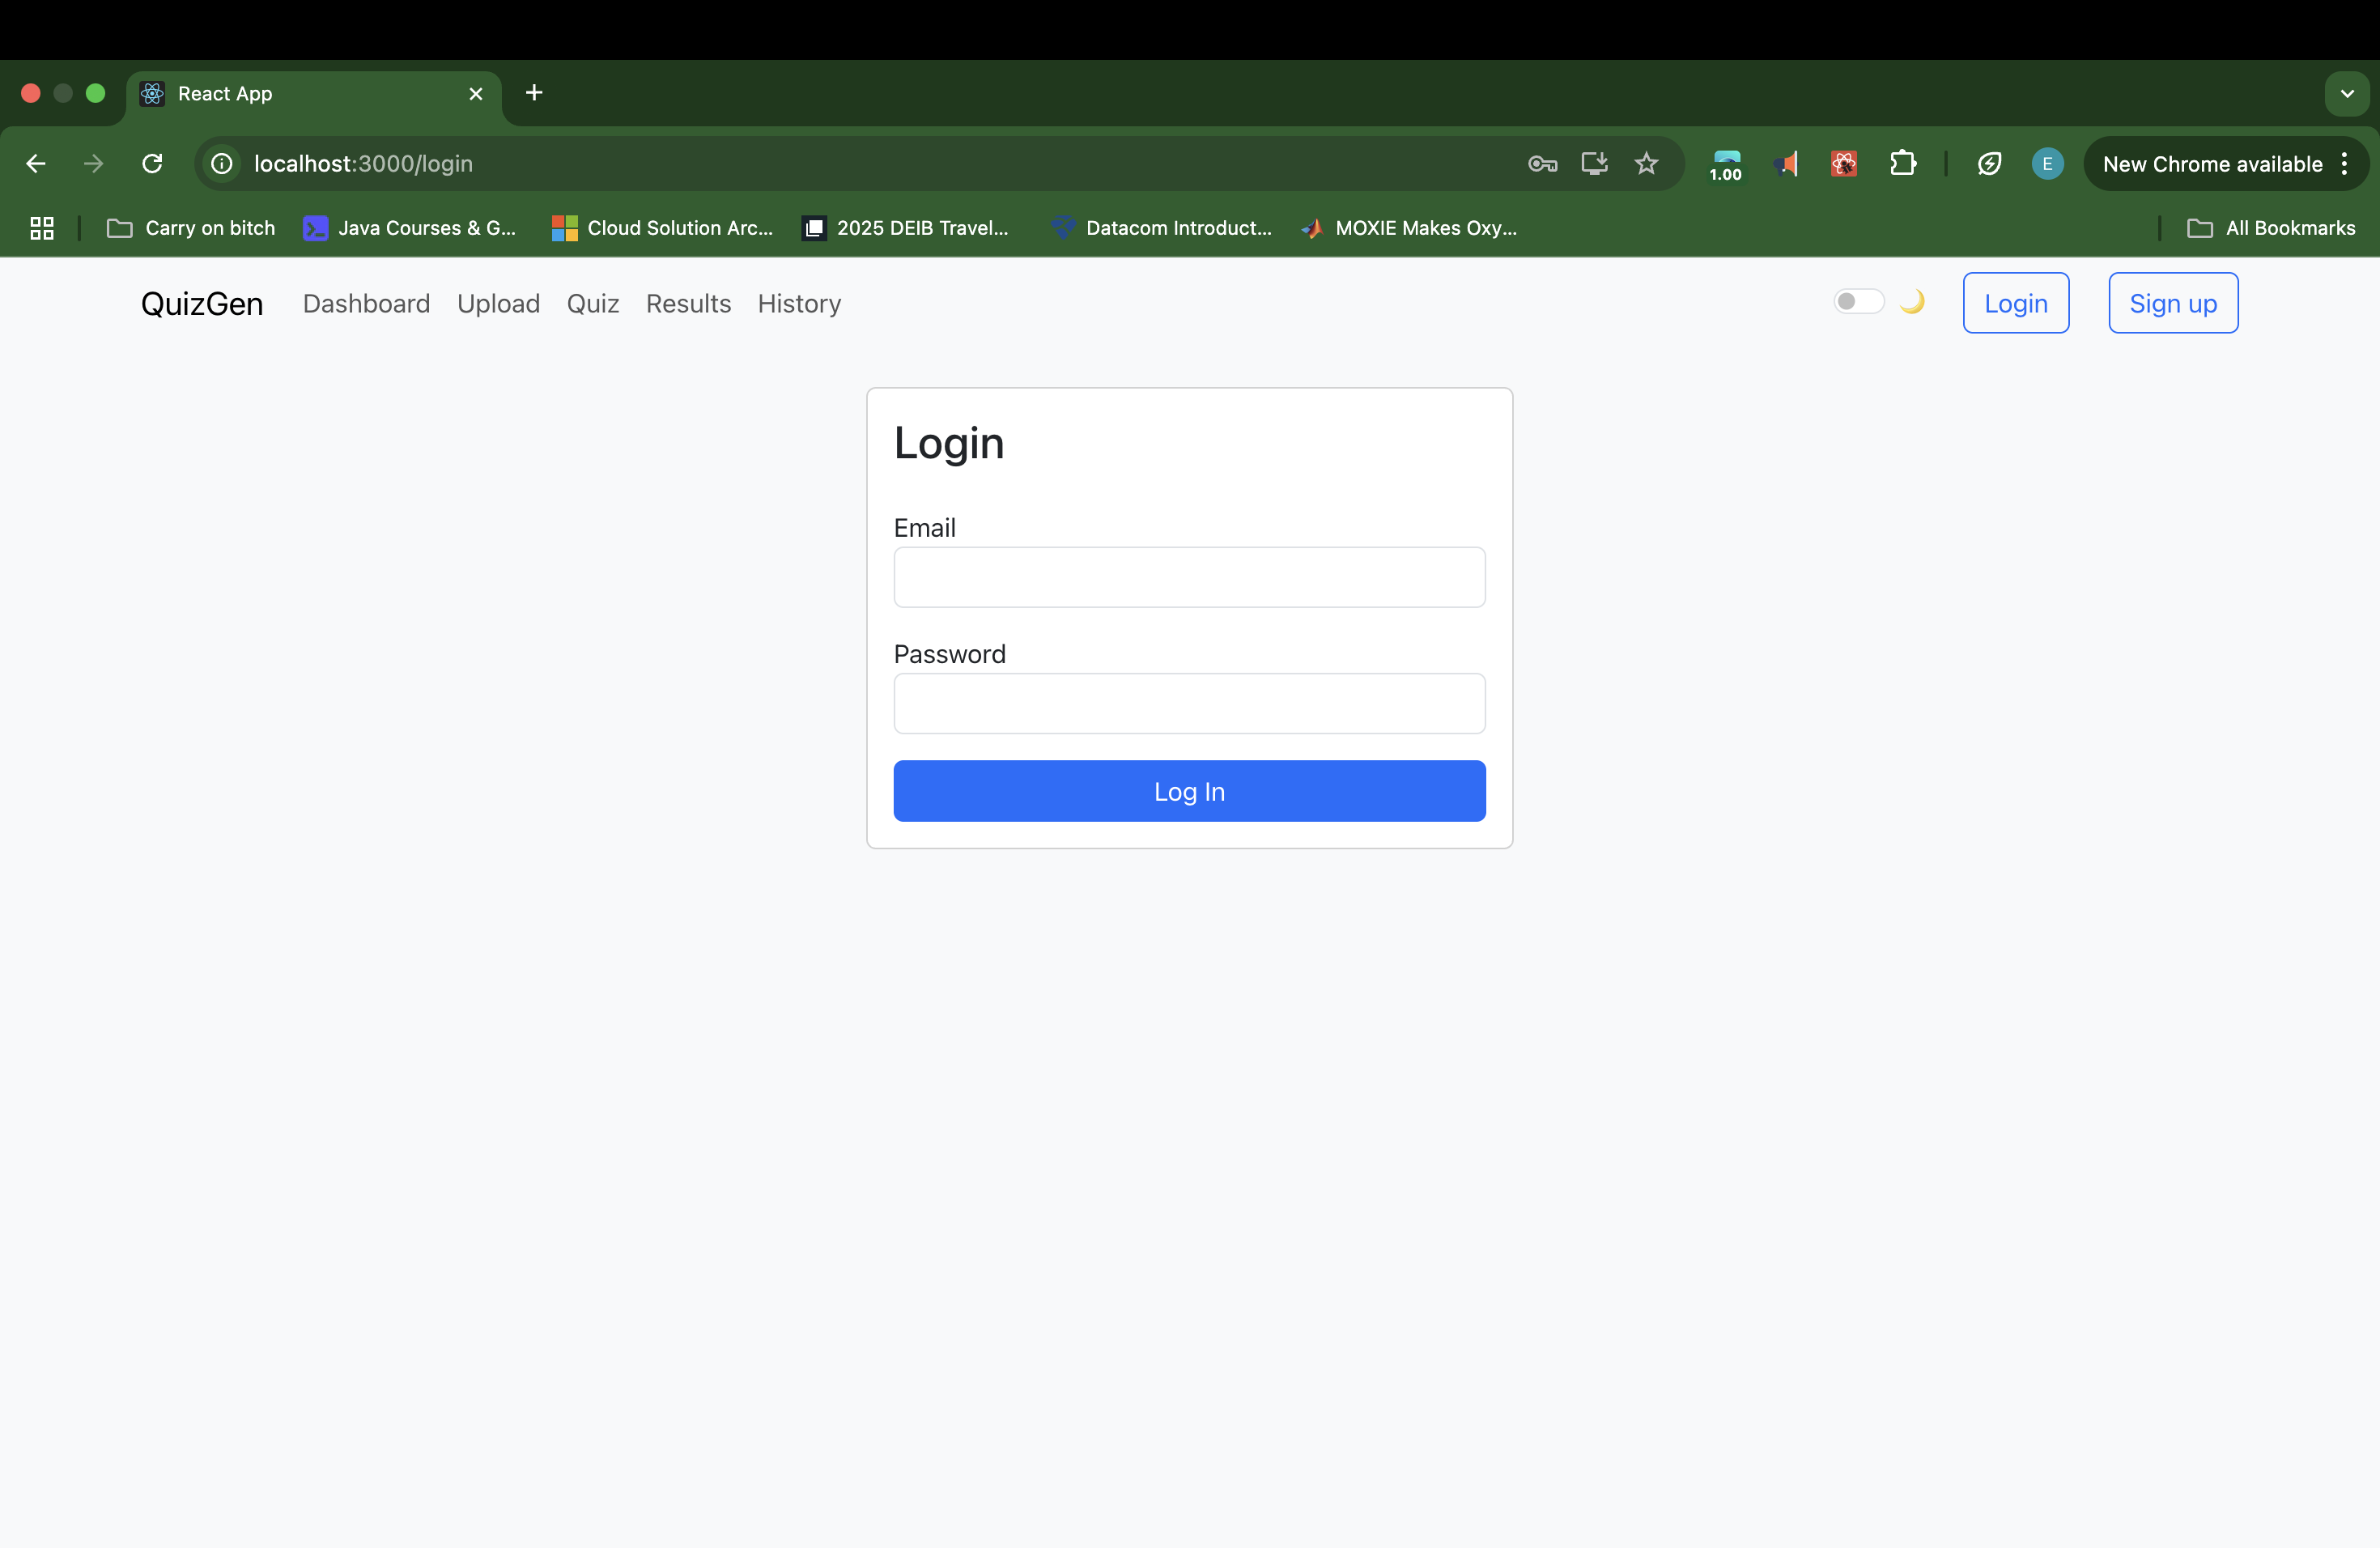 React App
localhost:3000/login
1.00
E
New Chrome available
Carry on bitch
Java Courses & G...
Cloud Solution Arc...
2025 DEIB Travel...
Datacom Introduct...
MOXIE Makes Oxy...
All Bookmarks
QuizGen
Dashboard
Upload
Quiz
Results
History
Login
Sign up
Login
Email
Password
Log In